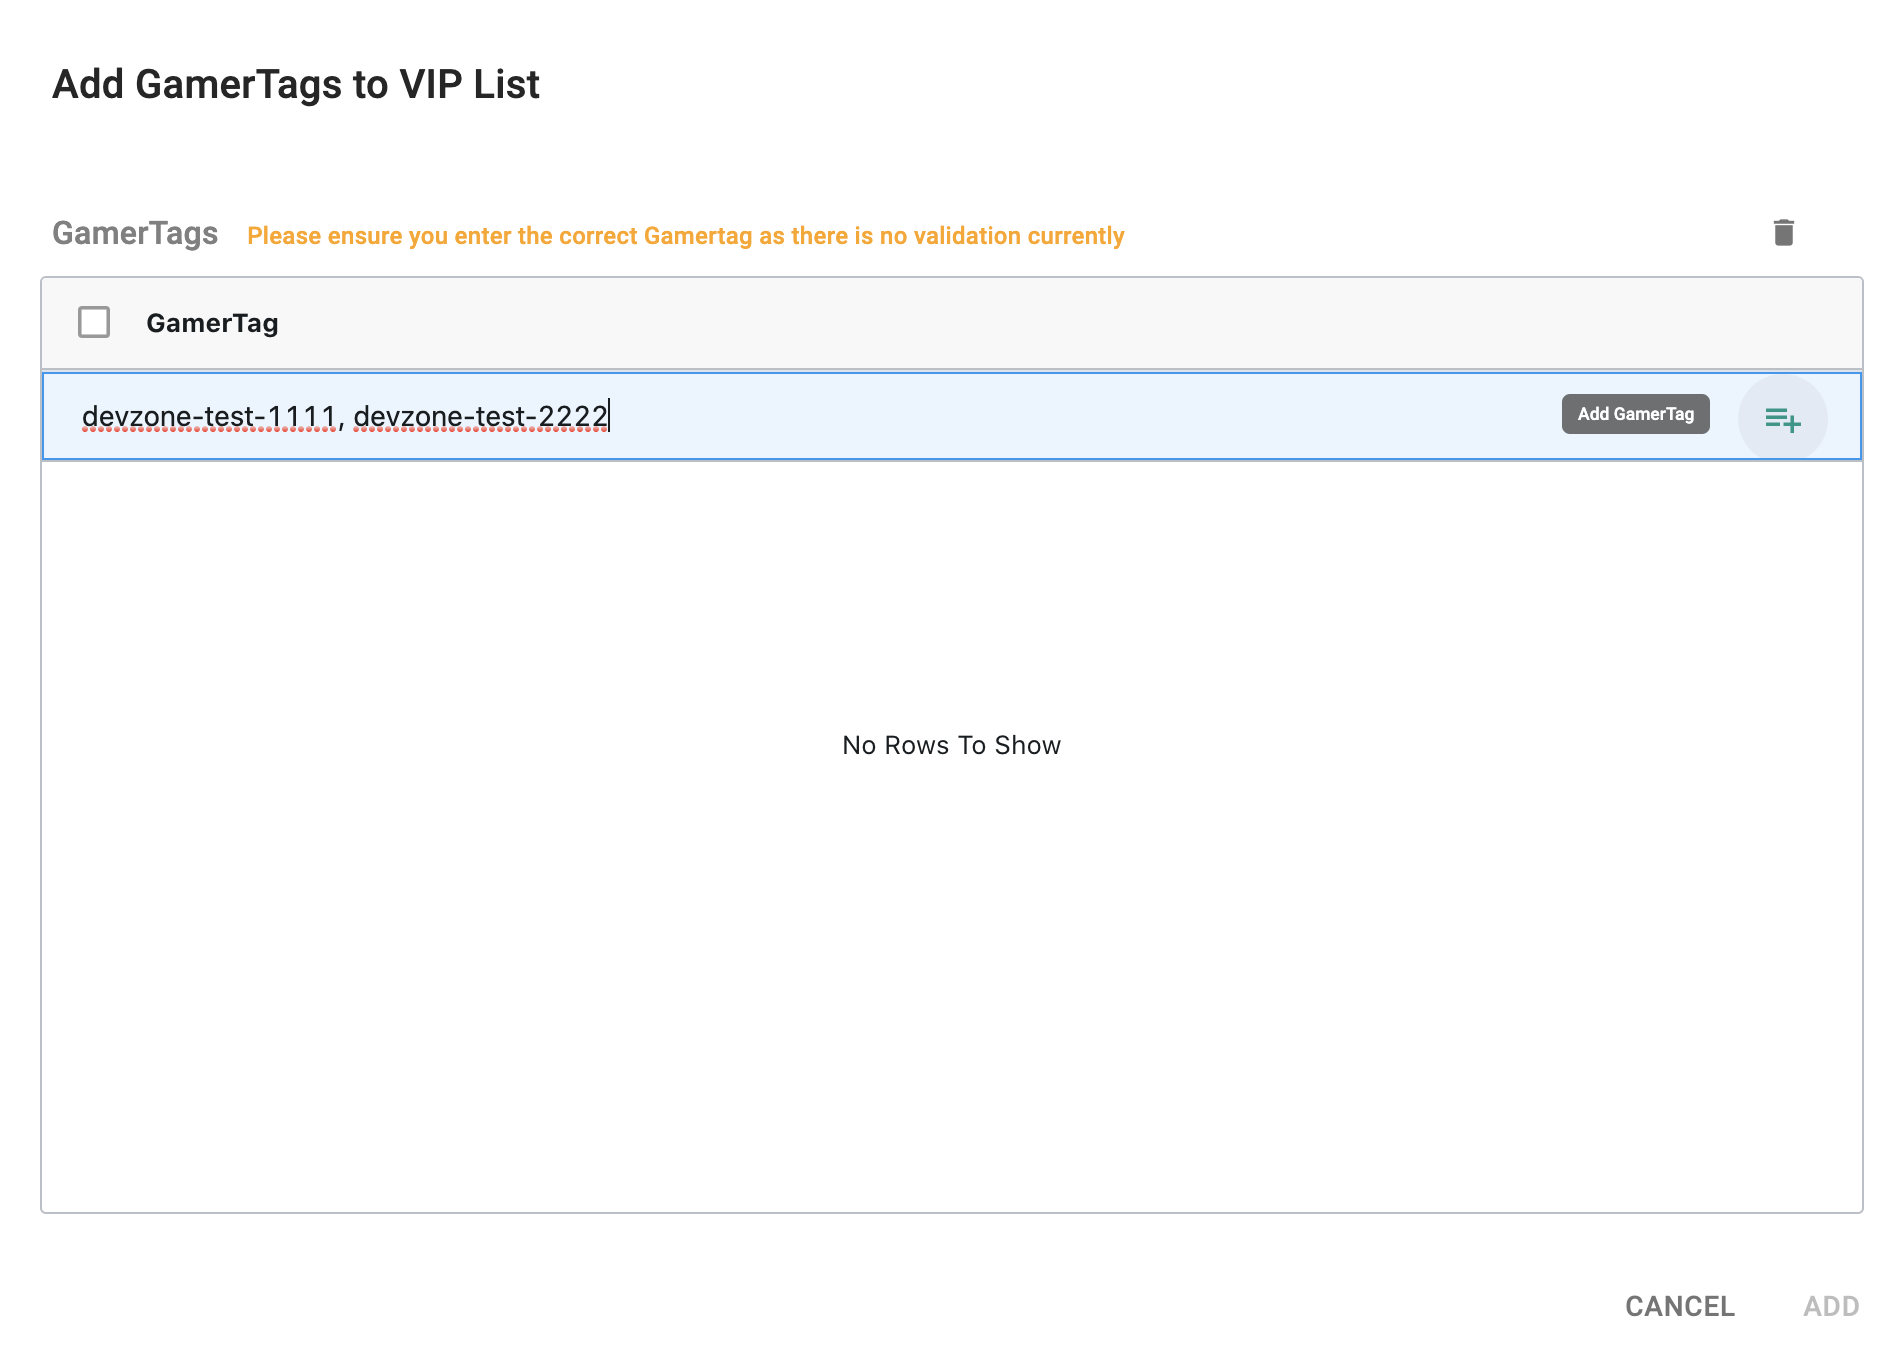 Add GamerTags to VIP List
GamerTags Please ensure you enter the correct Gamertag as there is no validation currently
GamerTag
devzone-test-1111, devzone-test-2222 Add GamerTag
No Rows To Show
CANCEL ADD